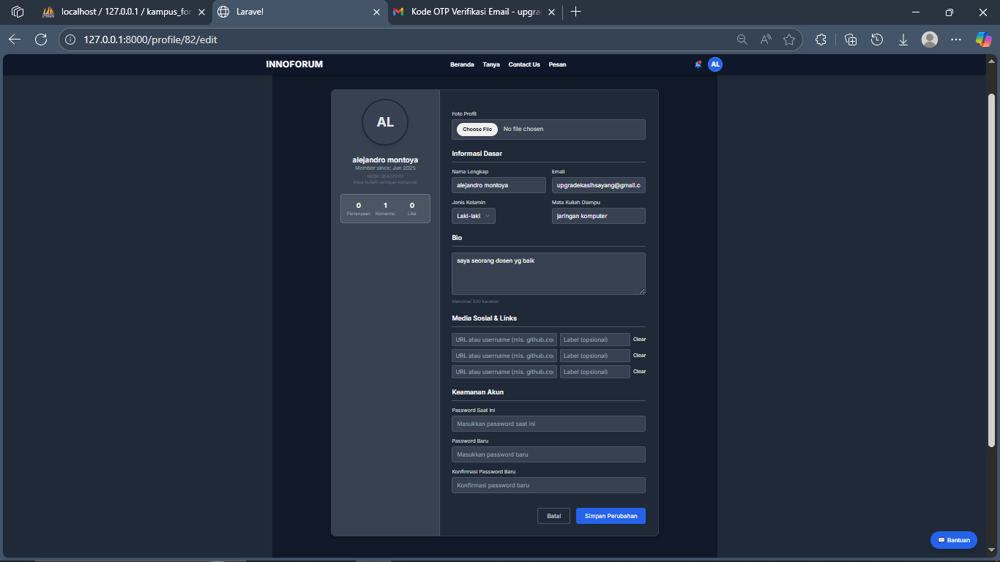 localhost / 127.0.0.1 / kampus_for
Laravel
Kode OTP Verifikasi Email - upgra
127.0.0.1:8000/profile/82/edit
INNOFORUM
Beranda Tanya Contact Us Pesan
AL
AL
alejandro montoya
Member since: Jun 2025
Mata Kuliah: jaringan komputer
0 1 0
Pertanyaan Komentar Like
Foto Profil
Choose File No file chosen
Informasi Dasar
Nama Lengkap Email
alejandro montoya upgradekasihsayang@gmail.c
Jenis Kelamin Mata Kuliah Diampu
Laki-laki jaringan komputer
Bio
saya seorang dosen yg baik
Maksimal 500 karakter
Media Sosial & Links
URL atau username (mis. github.co Label (opsional) Clear
URL atau username (mis. github.co Label (opsional) Clear
URL atau username (mis. github.co Label (opsional) Clear
Keamanan Akun
Password Saat Ini
Masukkan password saat ini
Password Baru
Masukkan password baru
Konfirmasi Password Baru
Konfirmasi password baru
Batal Simpan Perubahan
Bantuan